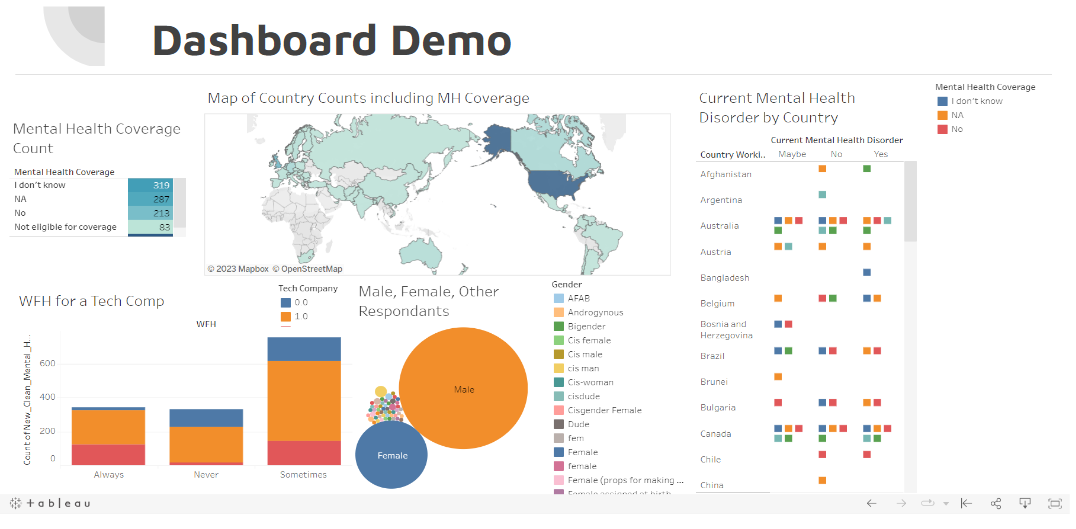 Dashboard Demo
Mental Health Coverage
Count
Mental Health Coverage
I don't know 319
NA 287
No 213
Not eligible for coverage 83
Map of Country Counts including MH Coverage
© 2023 Mapbox © OpenStreetMap
Current Mental Health
Disorder by Country
Current Mental Health Disorder
Country Worki.. Maybe No Yes
Afghanistan
Argentina
Australia
Austria
Bangladesh
Belgium
Bosnia and
Herzegovina
Brazil
Brunei
Bulgaria
Canada
Chile
China
Mental Health Coverage
I don't know
NA
No
WFH for a Tech Comp
Tech Company
0 0
1.0
WFH
Count of New_Clean_Mental_H..
600
400
200
0
Always Never Sometimes
Male, Female, Other
Respondants
Male
Female
Gender
AFAB
Androgynous
Bigender
Cis female
Cis male
cis man
Cis-woman
cisdude
Cisgender Female
Dude
fem
Female
female
Female (props for making ...
Female assigned at birth
+ableau